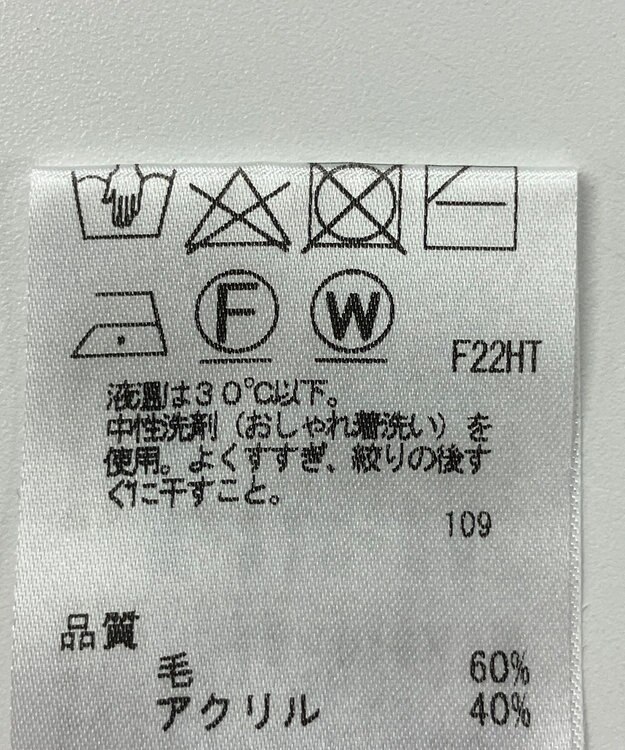 F W
F22HT
液温は30℃以下。
中性洗剤（おしゃれ着洗い）を
使用。よくすすぎ、絞りの後す
ぐに干すこと。
109
品質
毛 60%
アクリル 40%